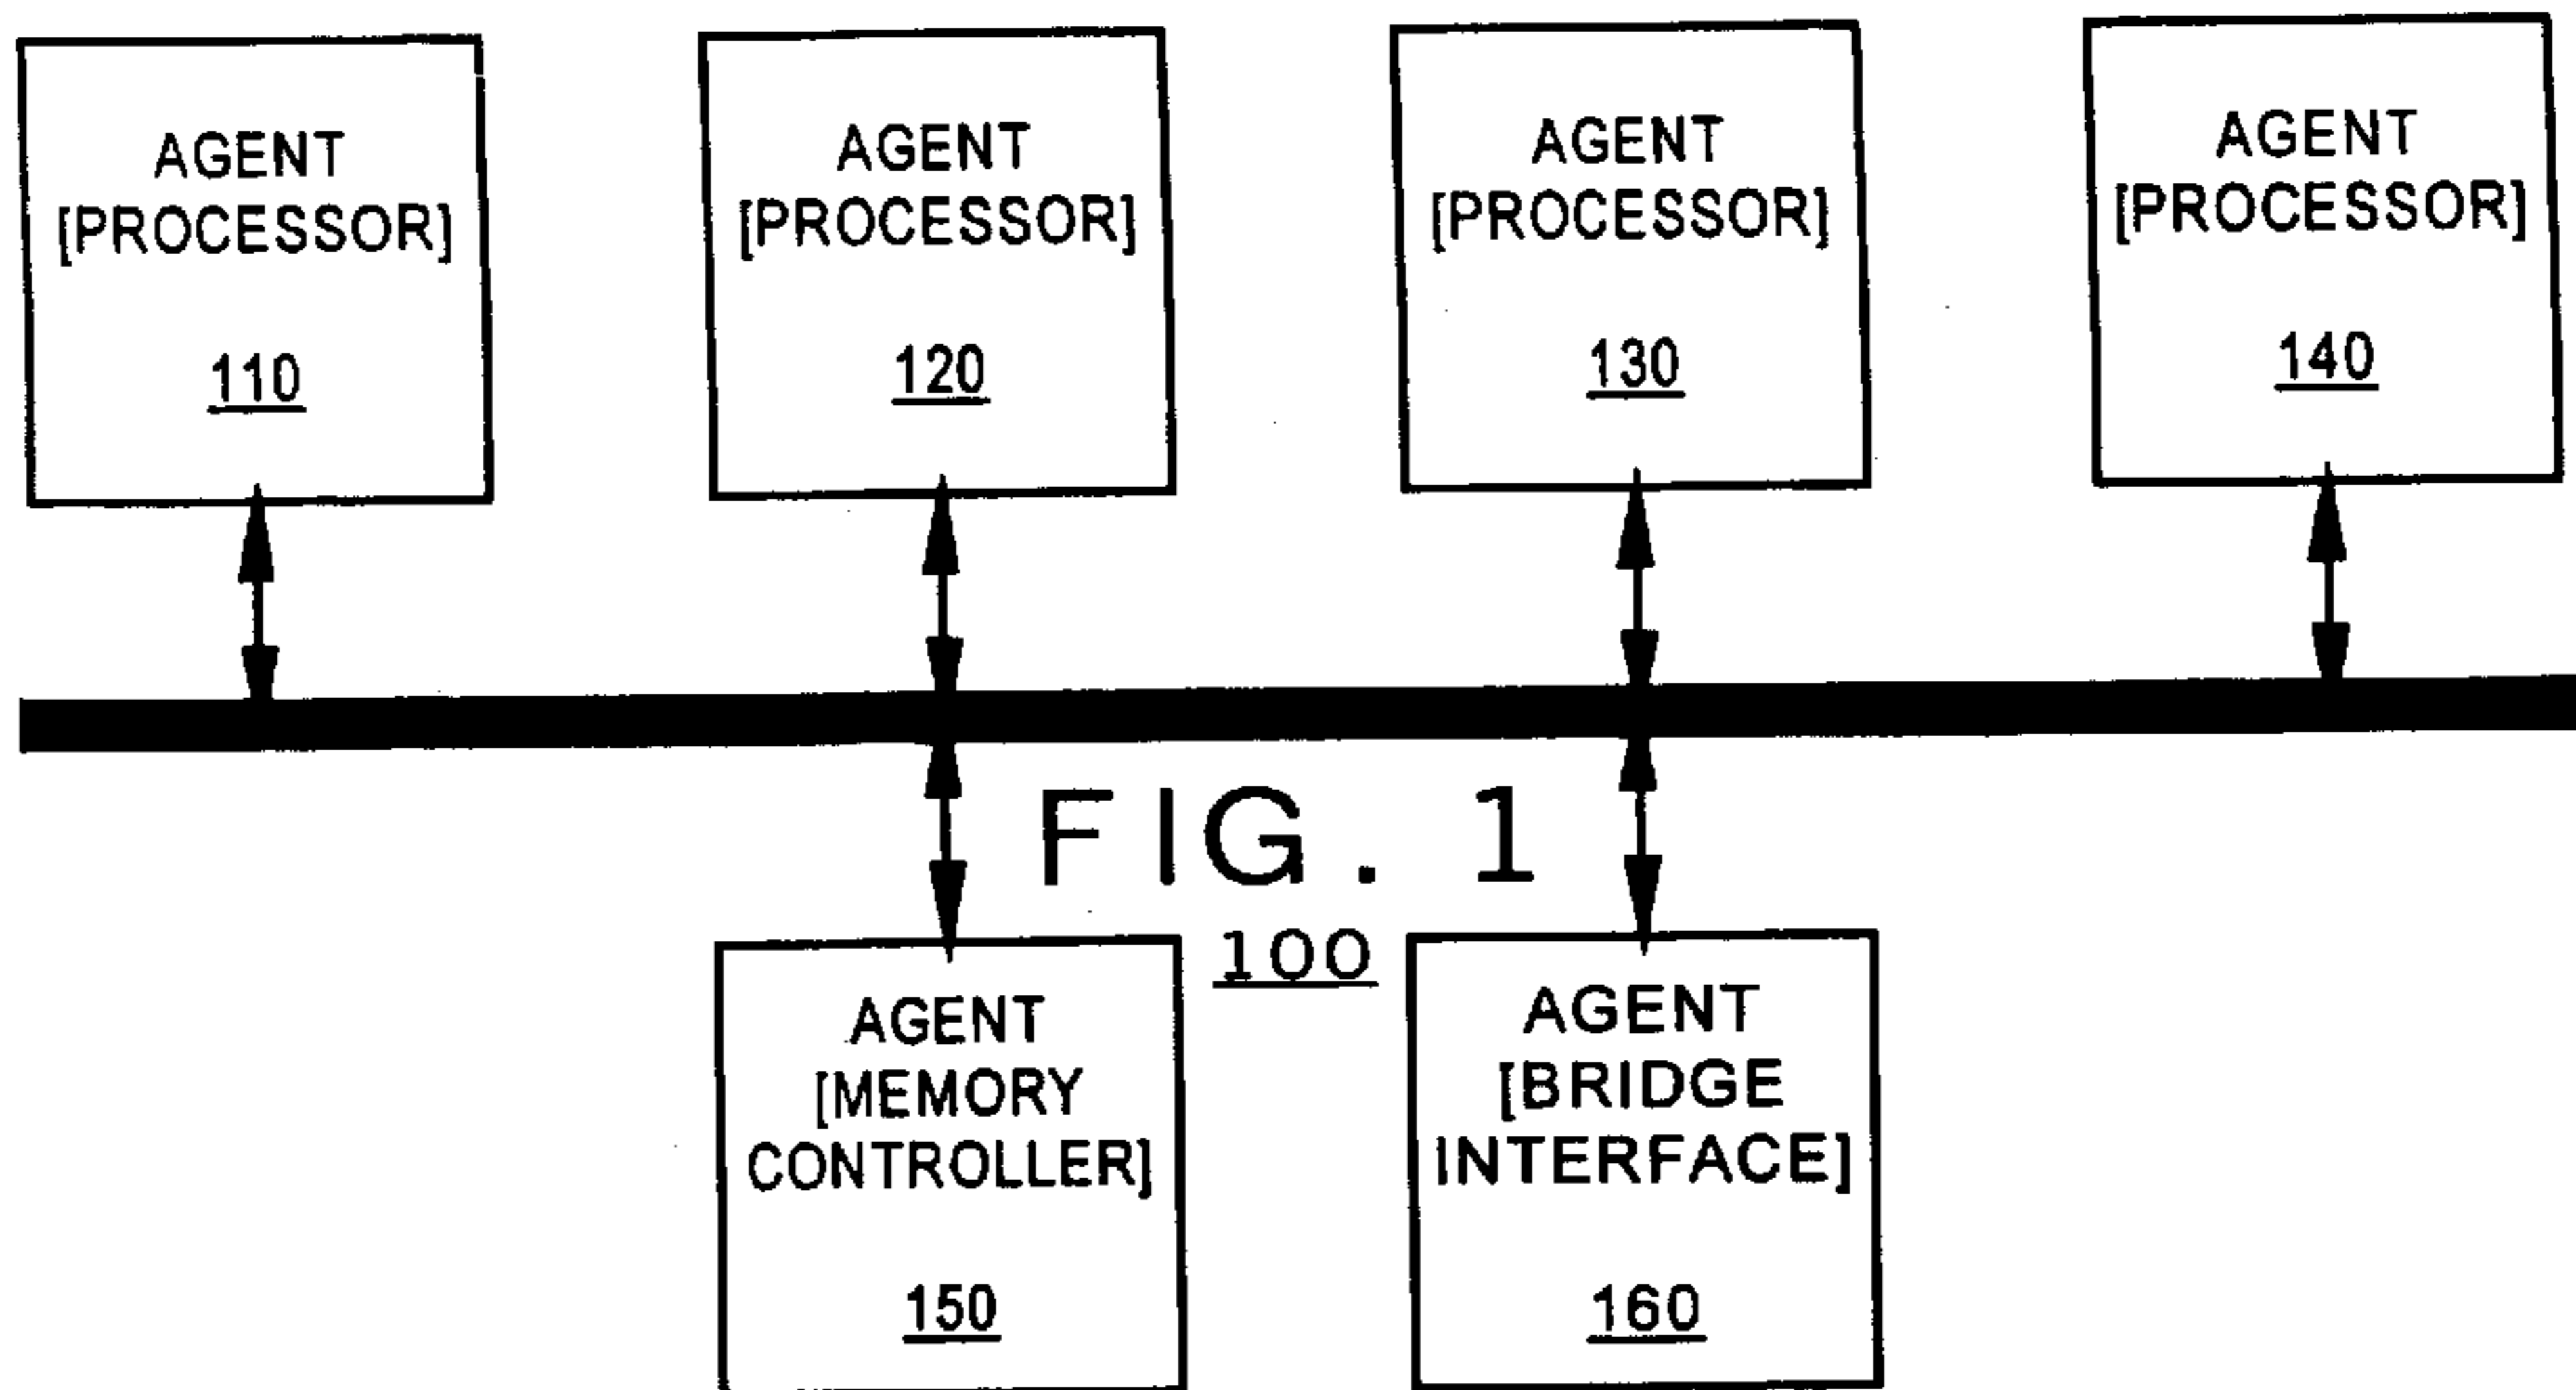 AGENT
[PROCESSOR]
110
AGENT
[PROCESSOR]
120
AGENT
[PROCESSOR]
130
AGENT
[PROCESSOR]
140
FIG. 1
100
AGENT
[MEMORY
CONTROLLER]
150
AGENT
[BRIDGE
INTERFACE]
160